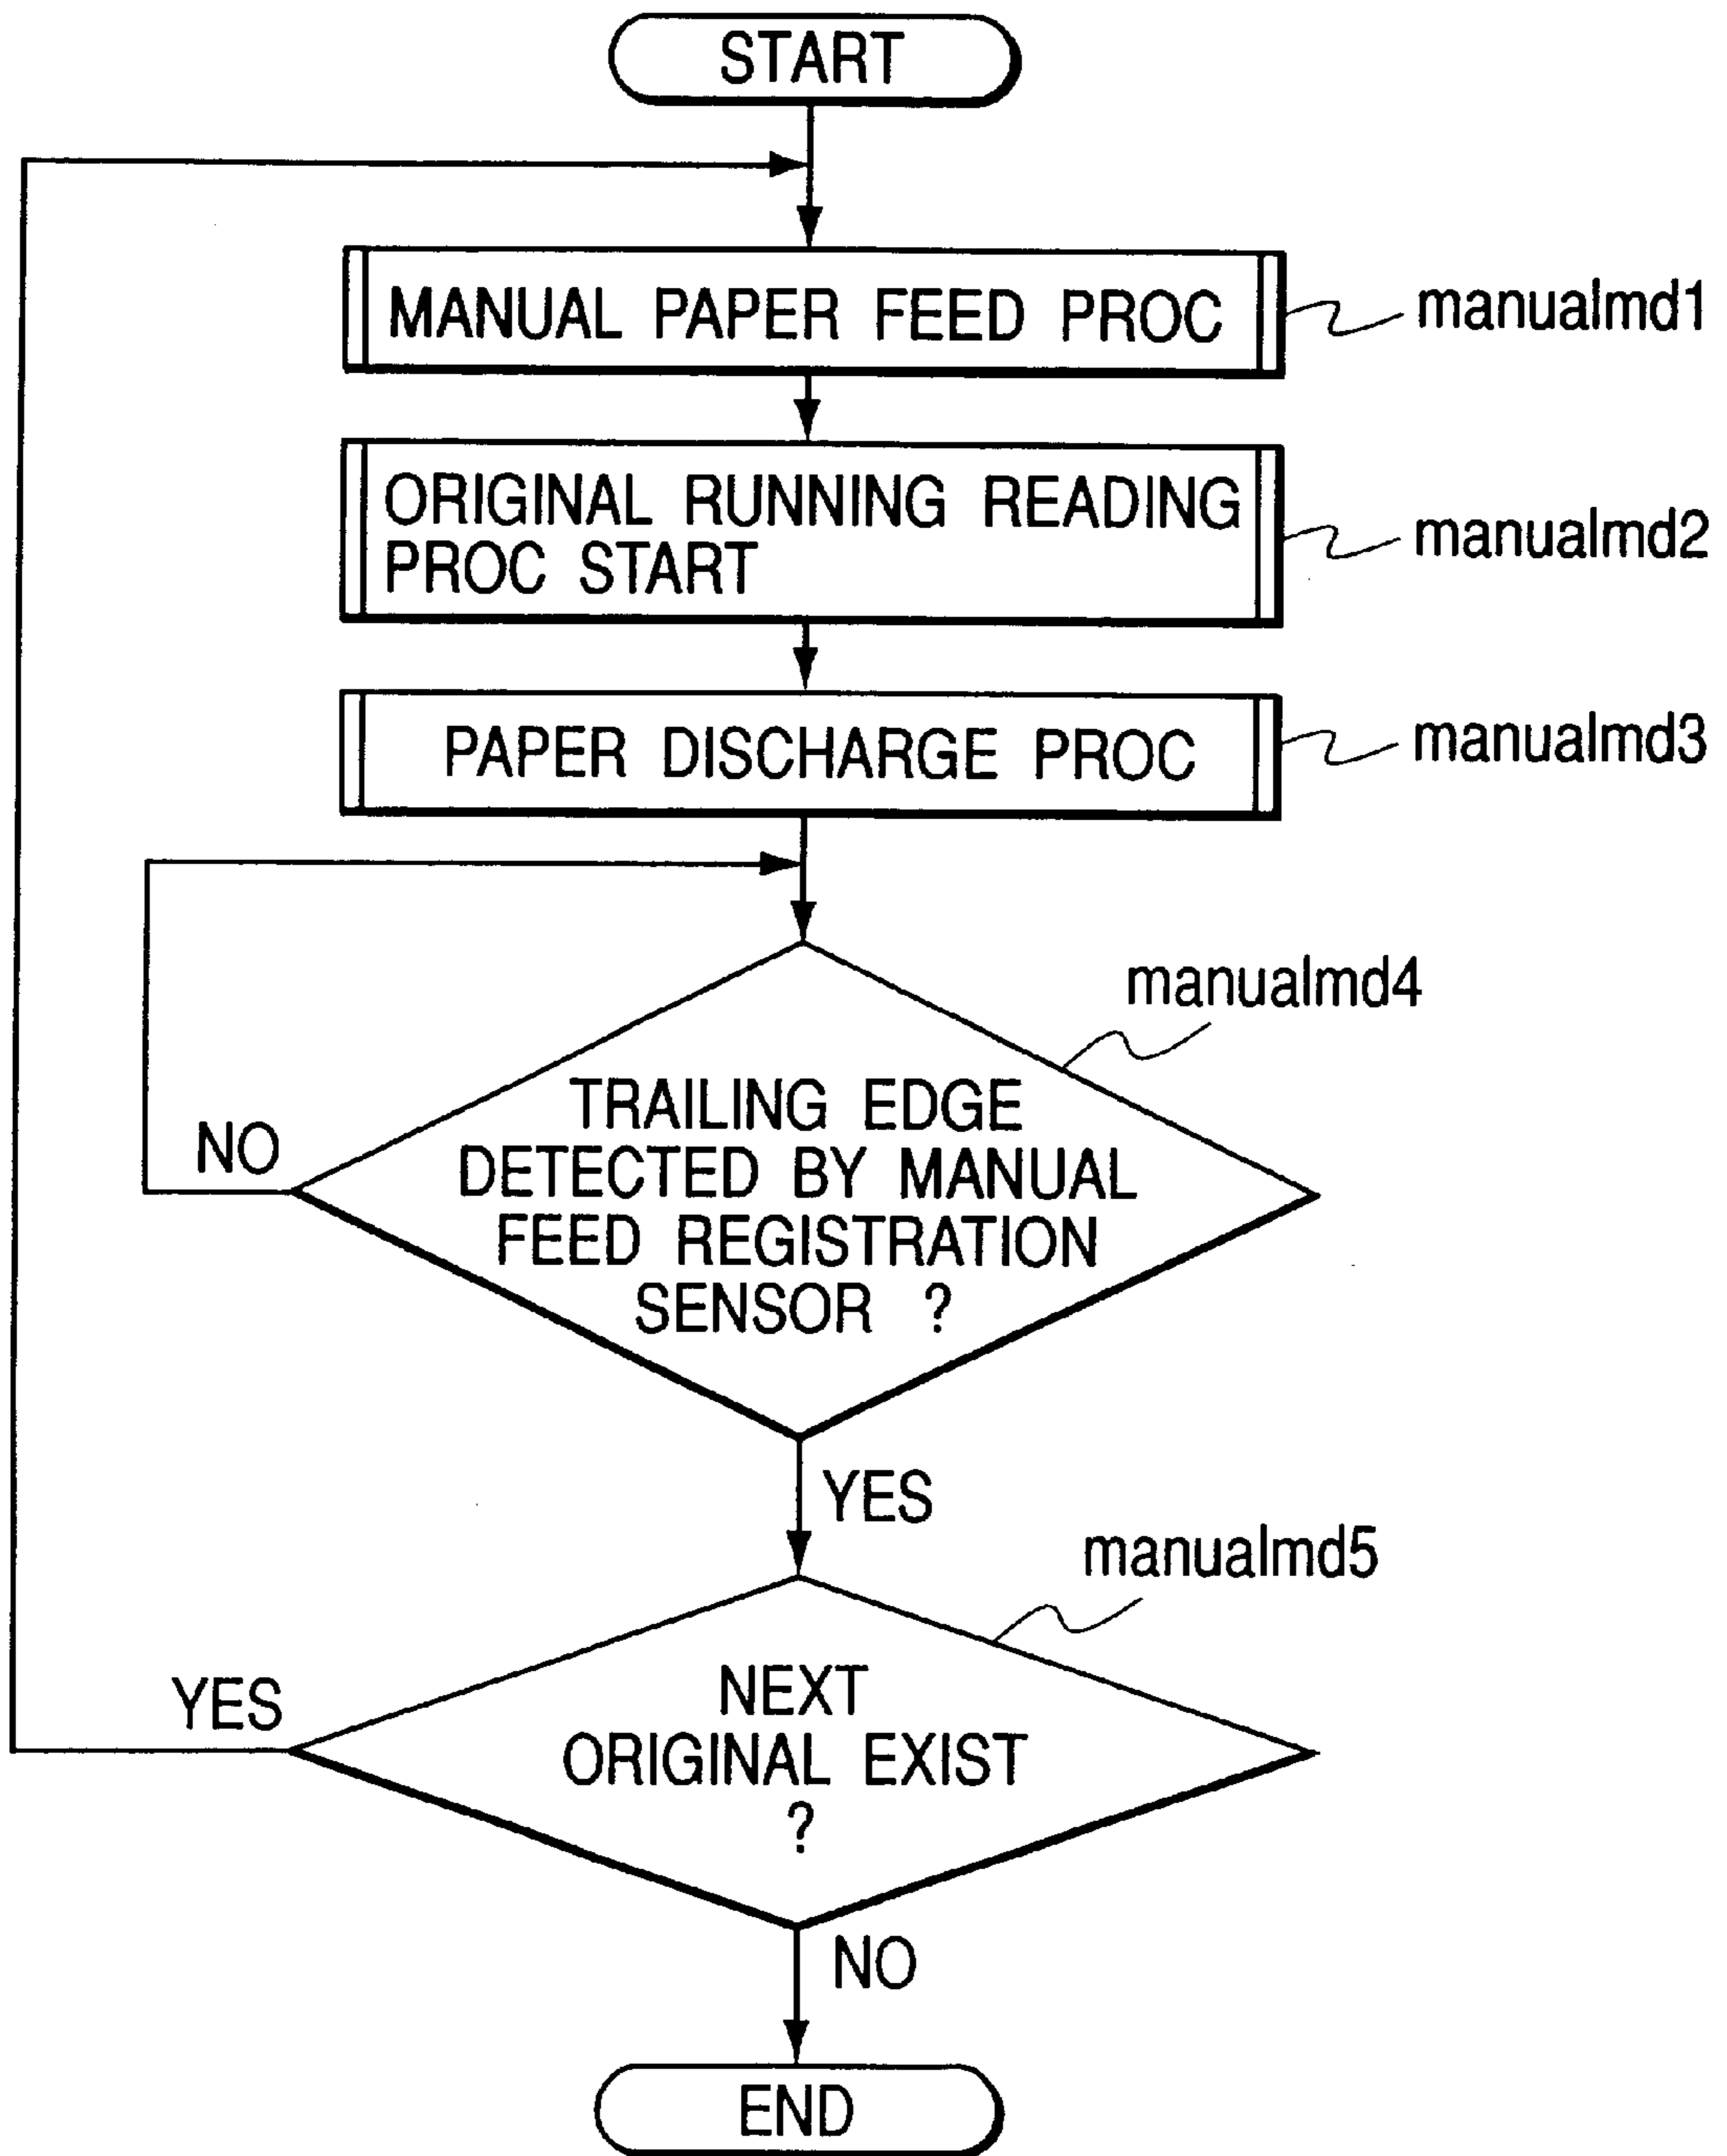 START
MANUAL PAPER FEED PROC
manualmd1
ORIGINAL RUNNING READING
PROC START
manualmd2
PAPER DISCHARGE PROC
manualmd3
manualmd4
TRAILING EDGE
DETECTED BY MANUAL
FEED REGISTRATION
SENSOR ?
NO
YES
manualmd5
NEXT
ORIGINAL EXIST
?
YES
NO
END